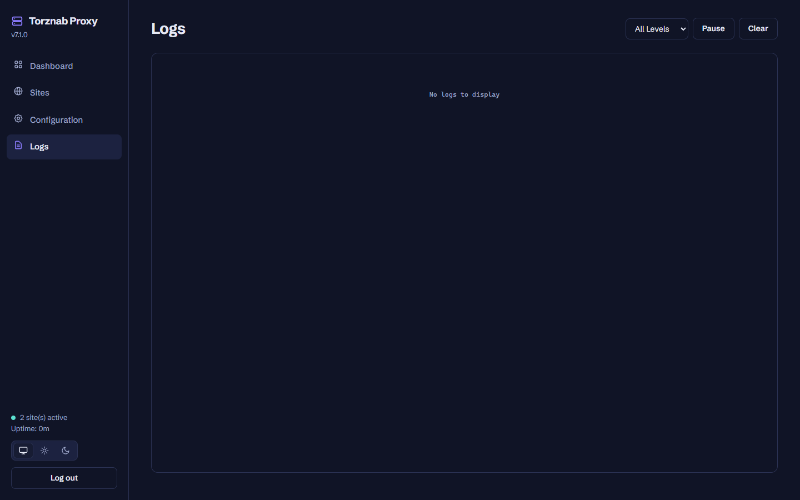 Torznab Proxy
v7.1.0
Dashboard
Sites
Configuration
Logs
2 site(s) active
Uptime: 0m
Log out
Logs
All Levels
Pause
Clear
No logs to display